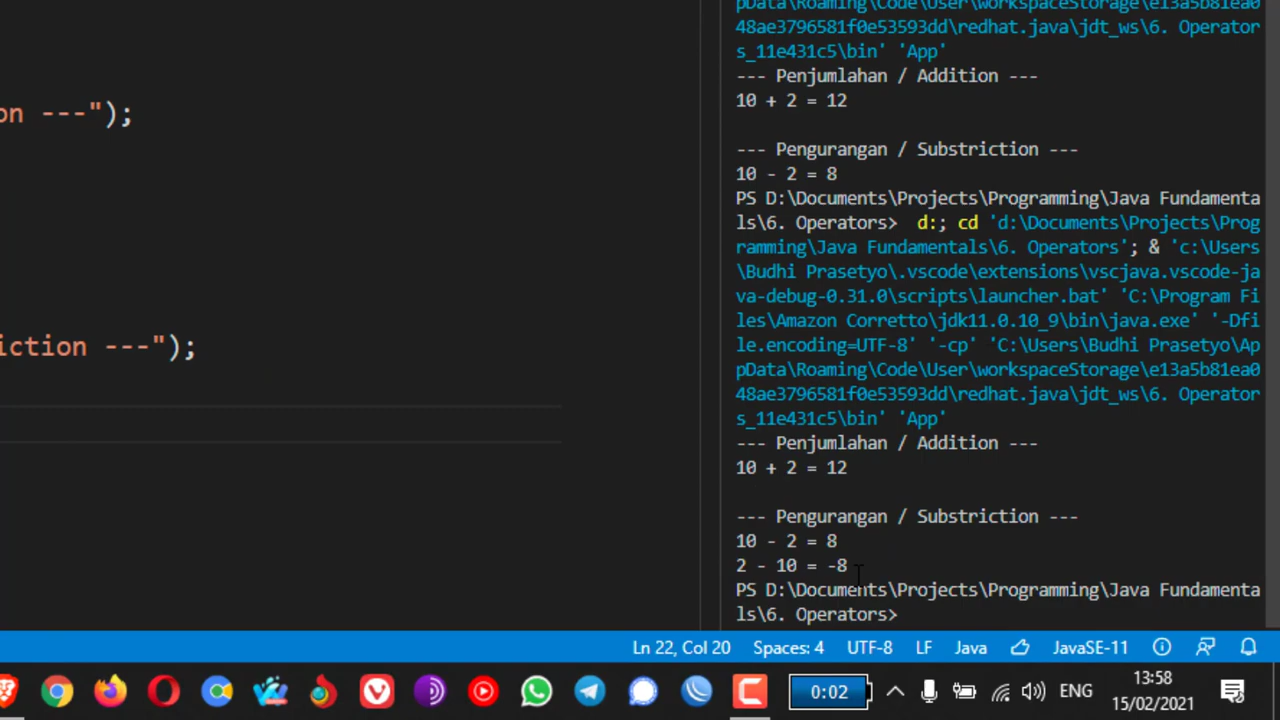 on ---");
iction ---");
pData\Roaming\Code\User\workspaceStorage\e13a5b81ea0
48ae3796581f0e53593dd\redhat.java\jdt_ws\6. Operator
s_11e431c5\bin' 'App'
--- Penjumlahan / Addition ---
10 + 2 = 12
--- Pengurangan / Substriction ---
10 - 2 = 8
PS D:\Documents\Projects\Programming\Java Fundamenta
ls\6. Operators> d:; cd 'd:\Documents\Projects\Prog
ramming\Java Fundamentals\6. Operators'; & 'c:\Users
\Budhi Prasetyo\.vscode\extensions\vscjava.vscode-ja
va-debug-0.31.0\scripts\launcher.bat' 'C:\Program Fi
les\Amazon Corretto\jdk11.0.10_9\bin\java.exe' '-Dfi
le.encoding=UTF-8' '-cp' 'C:\Users\Budhi Prasetyo\Ap
pData\Roaming\Code\User\workspaceStorage\e13a5b81ea0
48ae3796581f0e53593dd\redhat.java\jdt_ws\6. Operator
s_11e431c5\bin' 'App'
--- Penjumlahan / Addition ---
10 + 2 = 12
--- Pengurangan / Substriction ---
10 - 2 = 8
2 - 10 = -8
PS D:\Documents\Projects\Programming\Java Fundamenta
ls\6. Operators>
Ln 22, Col 20 Spaces: 4 UTF-8 LF Java JavaSE-11
0:02 ENG 13:58
15/02/2021